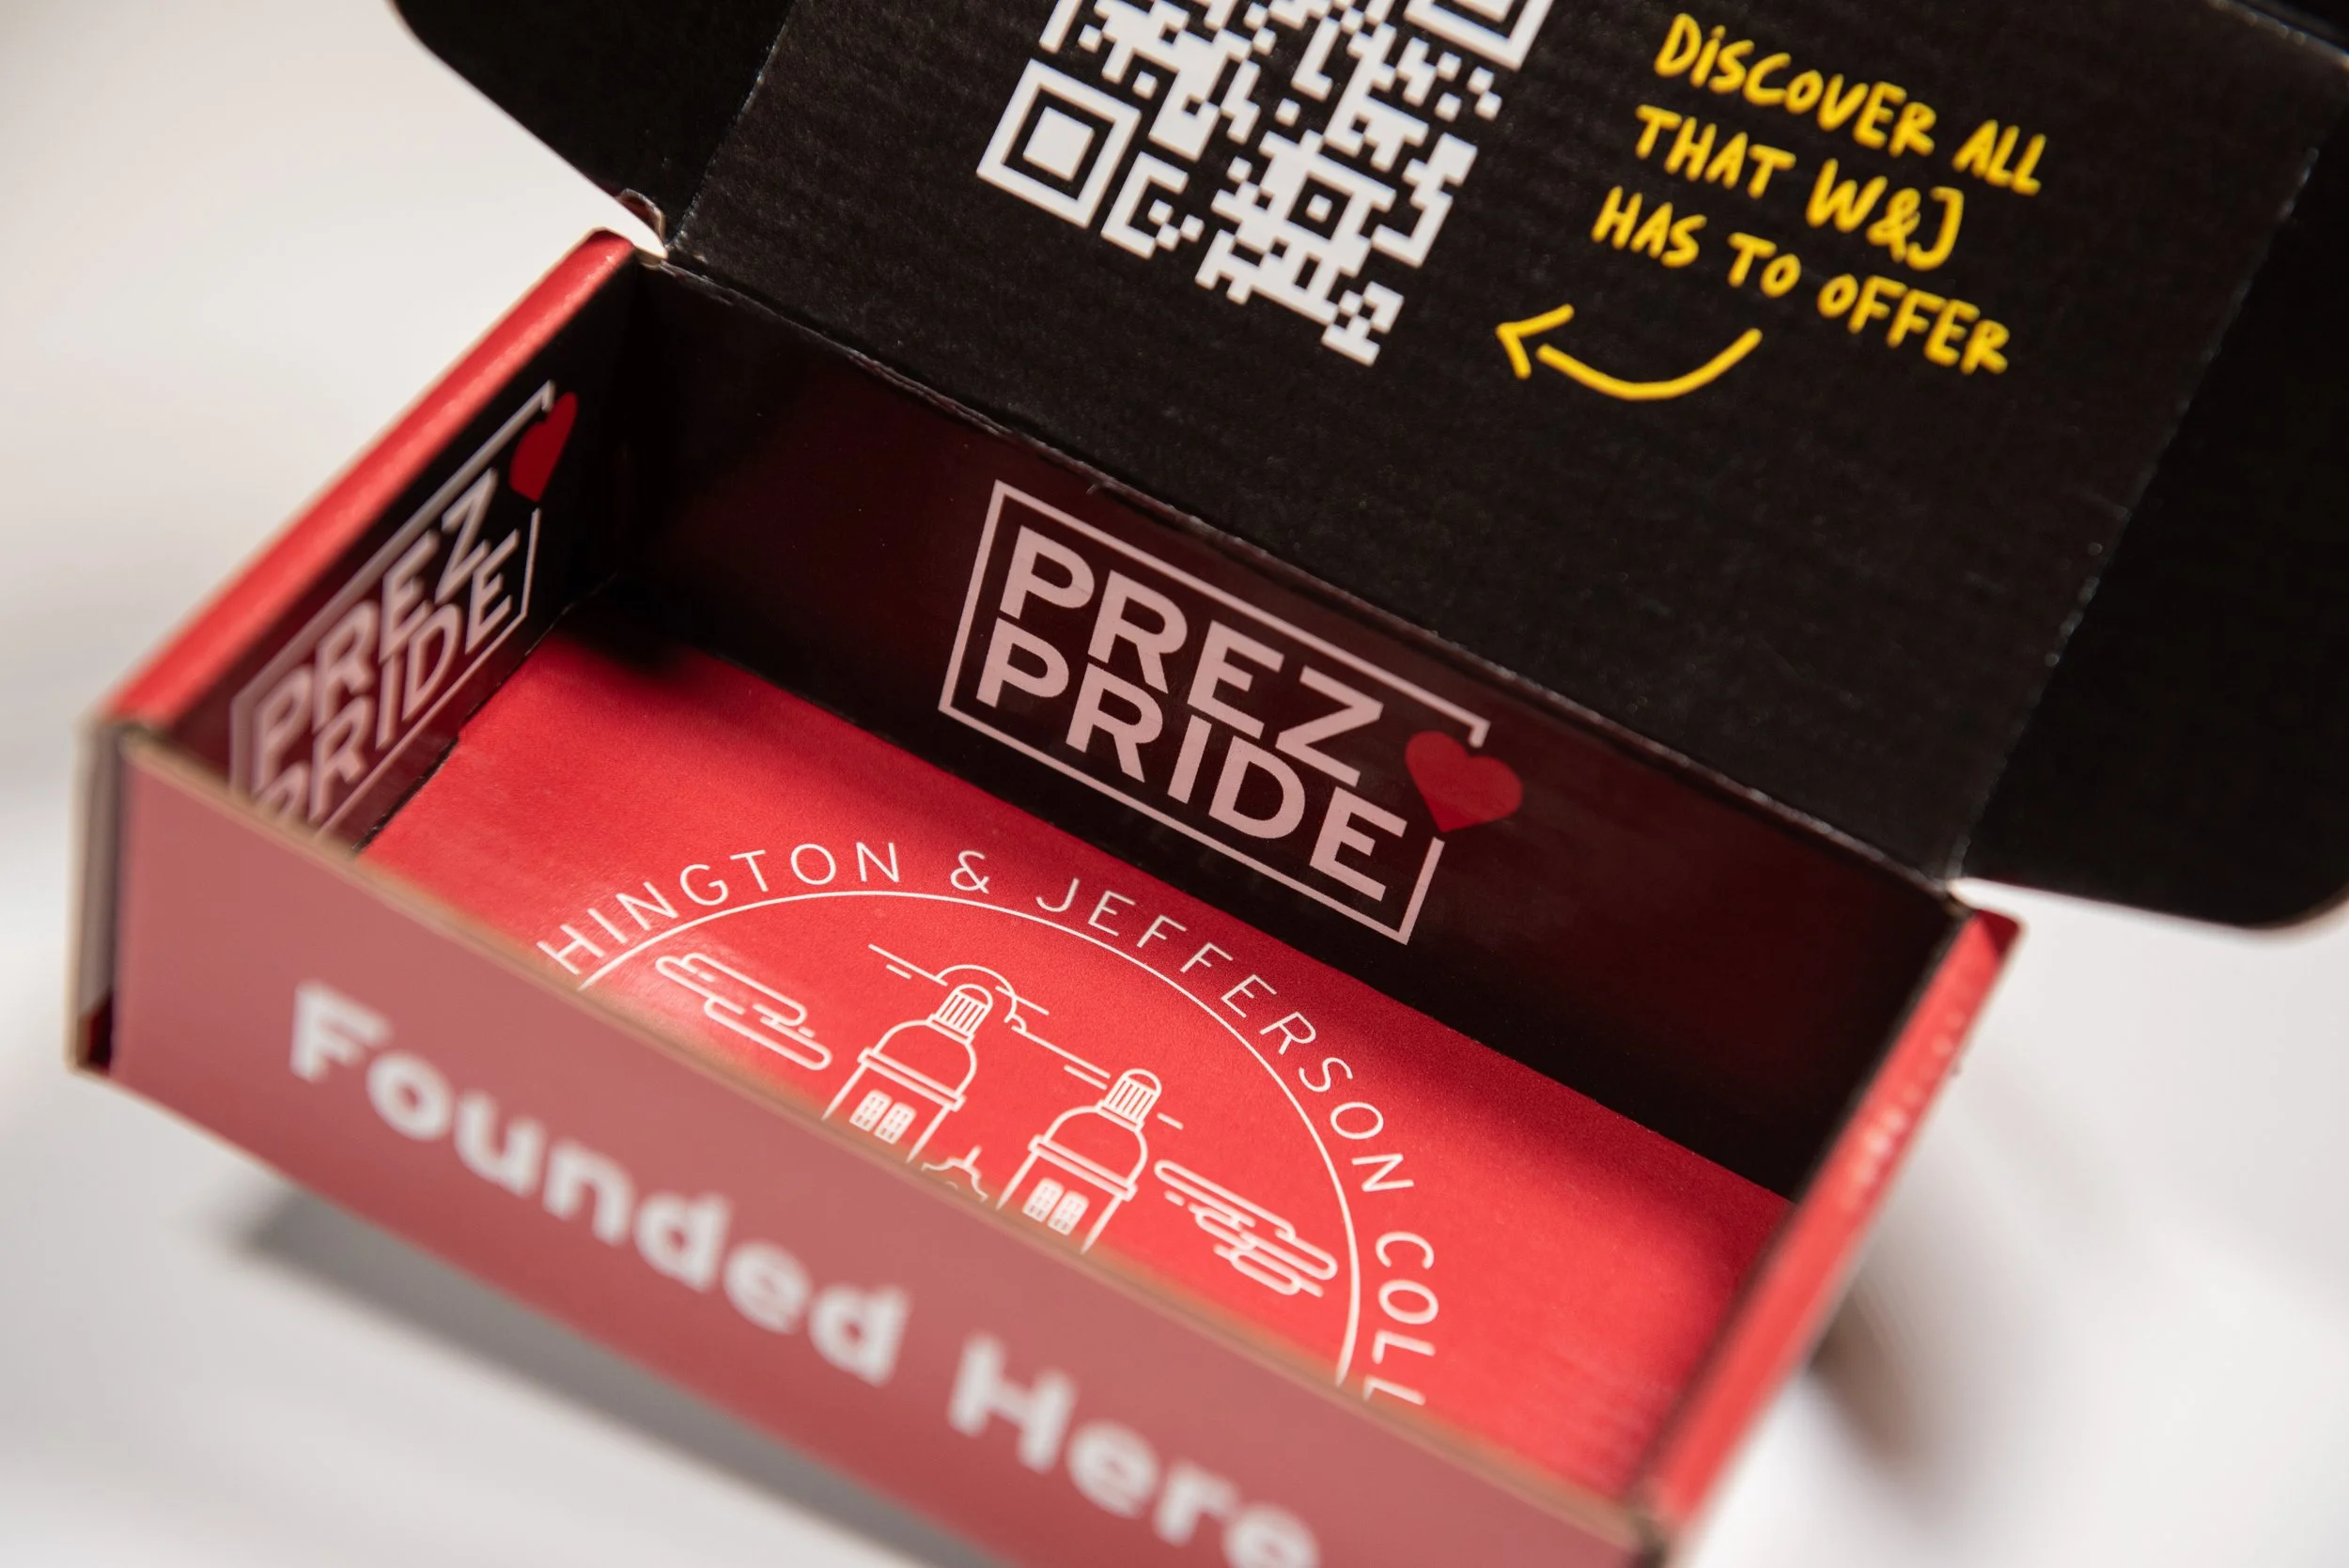 DISCOVER ALL
THAT W&J
HAS TO OFFER
PREZ
PRIDE
PREZ
PRIDE
HINGTON & JEFFERSON COLL
Founded Here